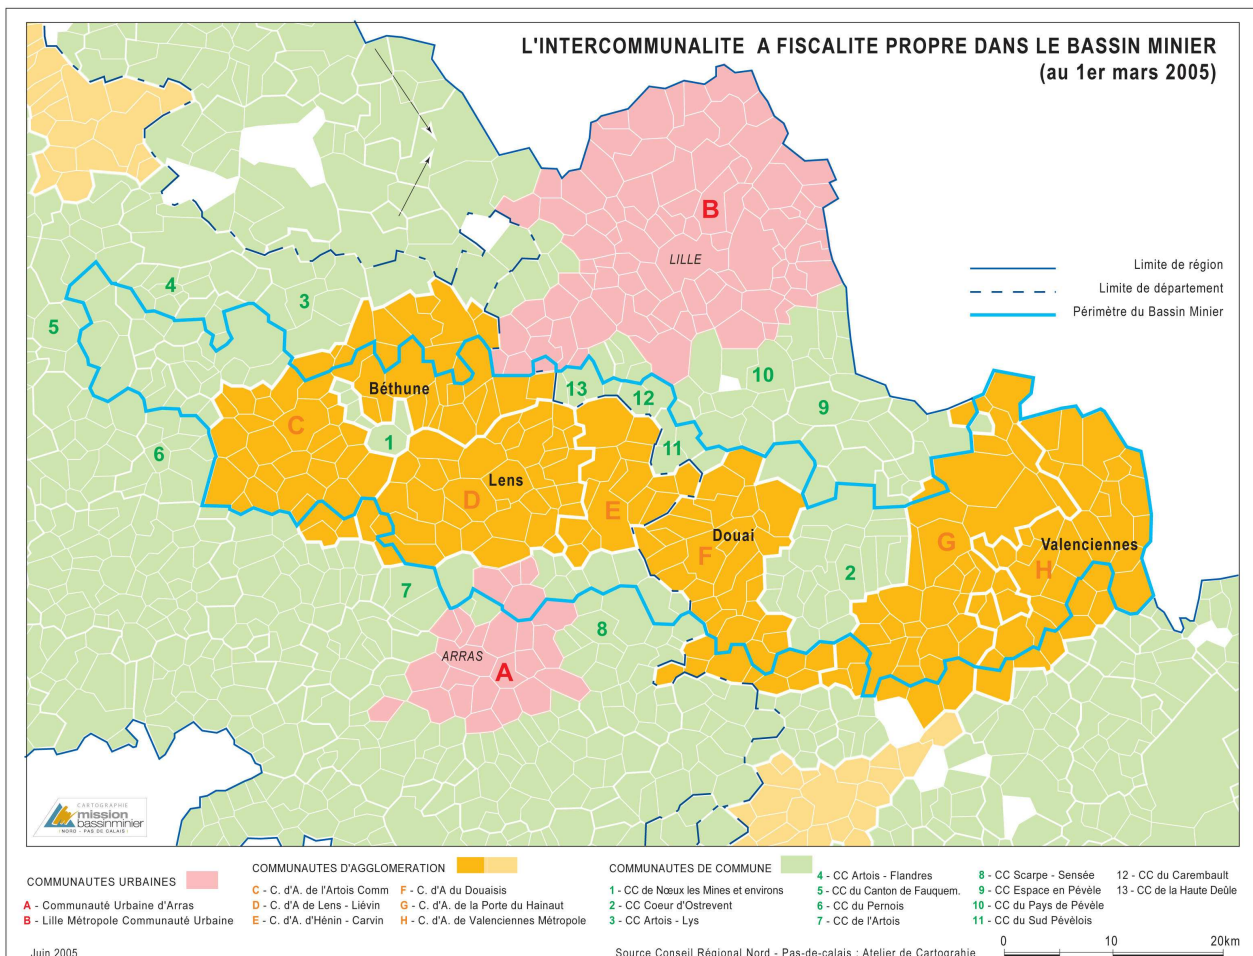 L'INTERCOMMUNALITE A FISCALITE PROPRE DANS LE BASSIN MINIER
(au 1er mars 2005)
B
LILLE
Limite de région
Limite de département
Périmètre du Bassin Minier
4
3
5
10
13
12
Béthune
9
C
1
11
6
Lens
D
E
Douai
F
G
Valenciennes
H
2
7
8
ARRAS
A
CARTOGRAPHIE
mission
bassinminier
NORD - PAS DE CALAIS
COMMUNAUTES URBAINES
A - Communauté Urbaine d'Arras
B - Lille Métropole Communauté Urbaine
COMMUNAUTES D'AGGLOMERATION
C - C. d'A. de l'Artois Comm
D - C. d'A De Lens - Liévin
E - C. d'A. d'Hénin - Carvin
F - C. d'A du Douaisis
G - C. d'A. de la Porte du Hainaut
H - C. d'A. de Valenciennes Métropole
COMMUNAUTES DE COMMUNE
1 - CC de Nœux les Mines et environs
2 - CC Coeur d'Ostrevent
3 - CC Artois - Lys
4 - CC Artois - Flandres
5 - CC du Canton de Fauquem.
6 - CC du Pernois
7 - CC de l'Artois
8 - CC Scarpe - Sensée
9 - CC Espace en Pévèle
10 - CC du Pays de Pévèle
11 - CC du Sud Pévèlois
12 - CC du Carembault
13 - CC de la Haute Deûle
Juin 2005
Source Conseil Régional Nord - Pas-de-calais : Atelier de Cartograhie
0 10 20km